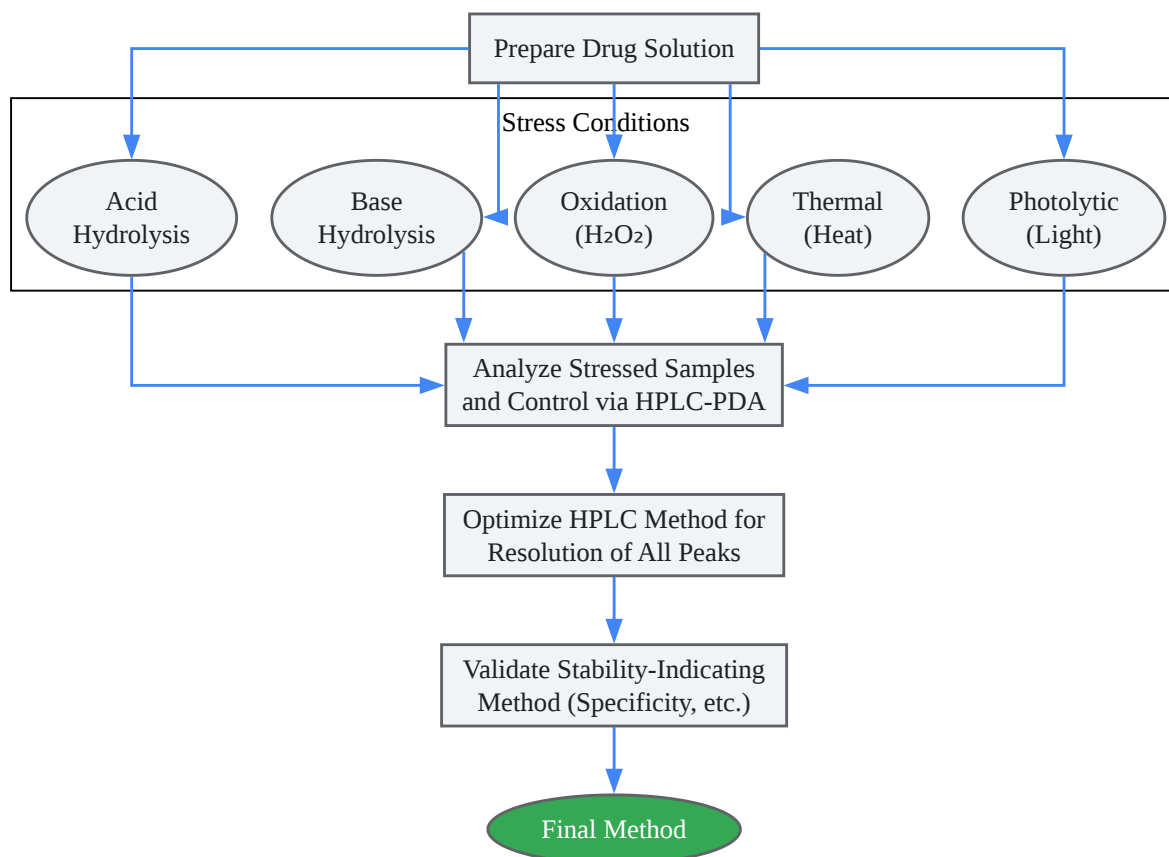 Prepare Drug Solution
Stress Conditions
Acid
Hydrolysis
Base
Hydrolysis
Oxidation
(H₂O₂)
Thermal
(Heat)
Photolytic
(Light)
Analyze Stressed Samples
and Control via HPLC-PDA
Optimize HPLC Method for
Resolution of All Peaks
Validate Stability-Indicating
Method (Specificity, etc.)
Final Method